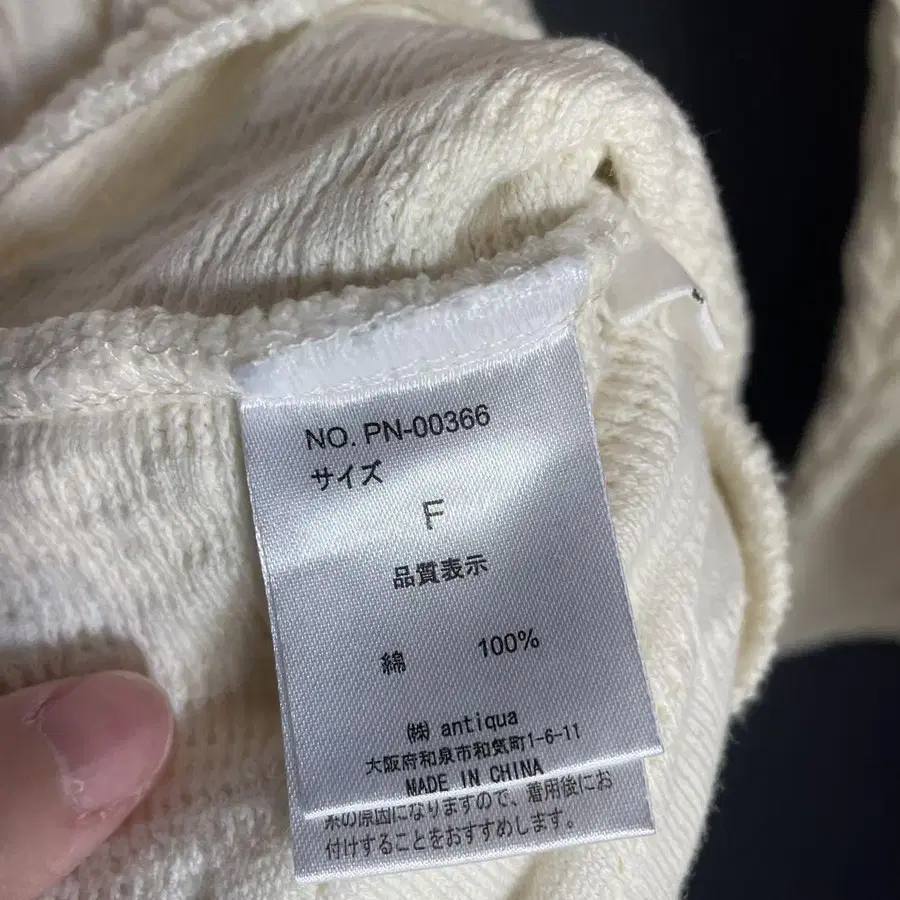 NO. PN-00366
サイズ
F
品質表示
綿 100%
㈱ antiqua
大阪府和泉市和気町1-6-11
MADE IN CHINA
の原因になりますので、着用後にお
付けすることをおすすめします。